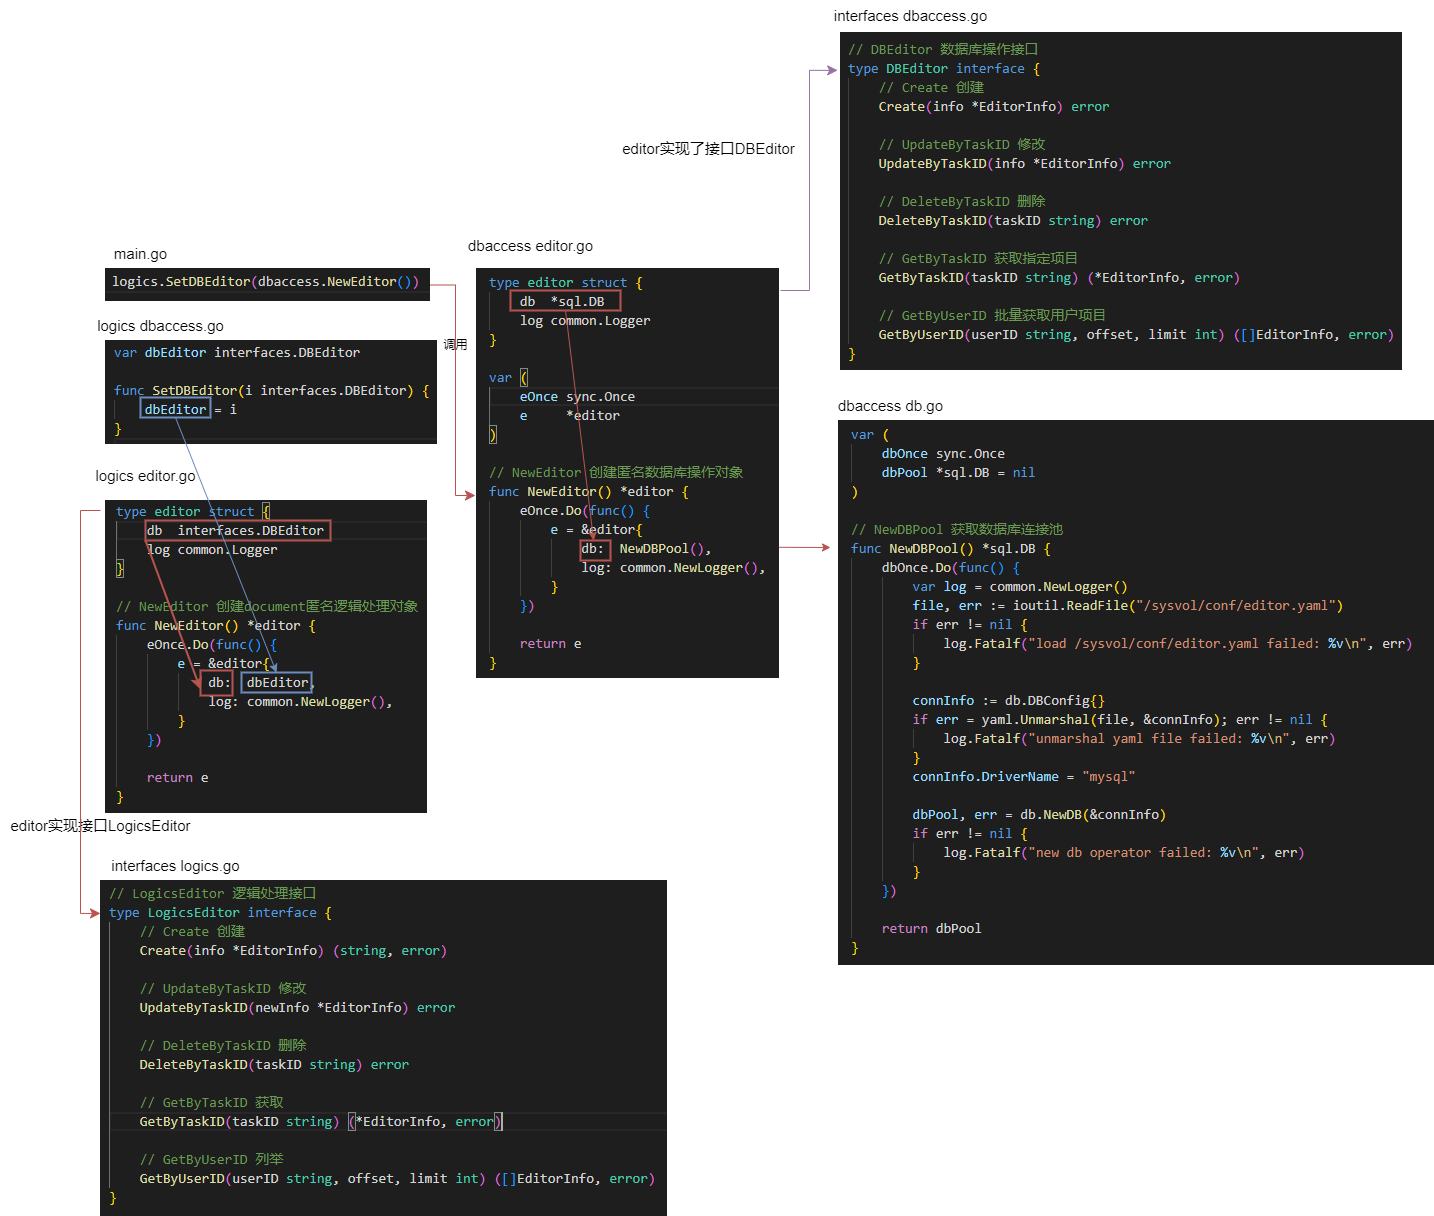 interfaces dbaccess.go
// DBEditor 数据库操作接口
type DBEditor interface {
// Create 创建
Create(info *EditorInfo) error
// UpdateByTaskID 修改
UpdateByTaskID(info *EditorInfo) error
// DeleteByTaskID 删除
DeleteByTaskID(taskID string) error
// GetByTaskID 获取指定项目
GetByTaskID(taskID string) (*EditorInfo, error)
// GetByUserID 批量获取用户项目
GetByUserID(userID string, offset, limit int) ([]EditorInfo, error)
}
editor实现了接口DBEditor
main.go
logics.SetDBEditor(dbaccess.NewEditor())
logics dbaccess.go
var dbEditor interfaces.DBEditor
func SetDBEditor(i interfaces.DBEditor) {
dbEditor = i
}
调用
dbaccess editor.go
type editor struct {
db *sql.DB
log common.Logger
}
var (
eOnce sync.Once
e *editor
)
// NewEditor 创建匿名数据库操作对象
func NewEditor() *editor {
eOnce.Do(func() {
e = &editor{
db: NewDBPool(),
log: common.NewLogger(),
}
})
return e
}
logics editor.go
type editor struct {
db interfaces.DBEditor
log common.Logger
}
// NewEditor 创建document匿名逻辑处理对象
func NewEditor() *editor {
eOnce.Do(func() {
e = &editor{
db: dbEditor,
log: common.NewLogger(),
}
})
return e
}
editor实现接口LogicsEditor
dbaccess db.go
var (
dbOnce sync.Once
dbPool *sql.DB = nil
)
// NewDBPool 获取数据库连接池
func NewDBPool() *sql.DB {
dbOnce.Do(func() {
var log = common.NewLogger()
file, err := ioutil.ReadFile("/sysvol/conf/editor.yaml")
if err != nil {
log.Fatalf("load /sysvol/conf/editor.yaml failed: %v\n", err)
}
connInfo := db.DBConfig{}
if err = yaml.Unmarshal(file, &connInfo); err != nil {
log.Fatalf("unmarshal yaml file failed: %v\n", err)
}
connInfo.DriverName = "mysql"
dbPool, err = db.NewDB(&connInfo)
if err != nil {
log.Fatalf("new db operator failed: %v\n", err)
}
})
return dbPool
}
interfaces logics.go
// LogicsEditor 逻辑处理接口
type LogicsEditor interface {
// Create 创建
Create(info *EditorInfo) (string, error)
// UpdateByTaskID 修改
UpdateByTaskID(newInfo *EditorInfo) error
// DeleteByTaskID 删除
DeleteByTaskID(taskID string) error
// GetByTaskID 获取
GetByTaskID(taskID string) (*EditorInfo, error)
// GetByUserID 列举
GetByUserID(userID string, offset, limit int) ([]EditorInfo, error)
}